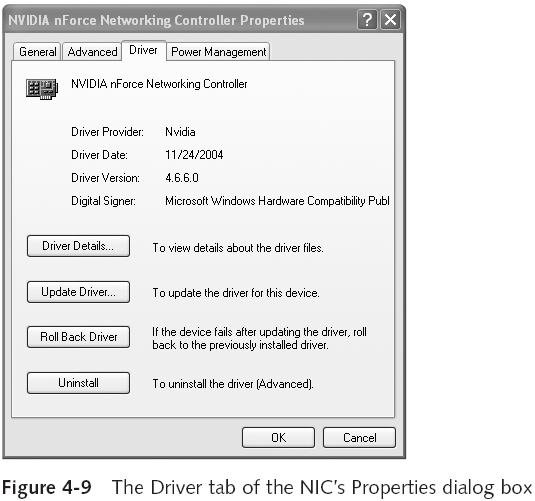 NVIDIA nForce Networking Controller Properties
General Advanced Driver Power Management
NVIDIA nForce Networking Controller
Driver Provider: Nvidia
Driver Date: 11/24/2004
Driver Version: 4.6.6.0
Digital Signer: Microsoft Windows Hardware Compatibility Publ
Driver Details... To view details about the driver files.
Update Driver... To update the driver for this device.
Roll Back Driver If the device fails after updating the driver, roll
back to the previously installed driver.
Uninstall To uninstall the driver (Advanced).
OK Cancel
Figure 4-9 The Driver tab of the NIC's Properties dialog box